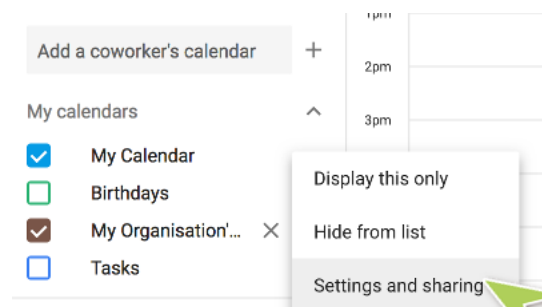 1pm
Add a coworker's calendar +
2pm
My calendars
3pm
My Calendar
Display this only
Birthdays
My Organisation'...
Hide from list
Tasks
Settings and sharing